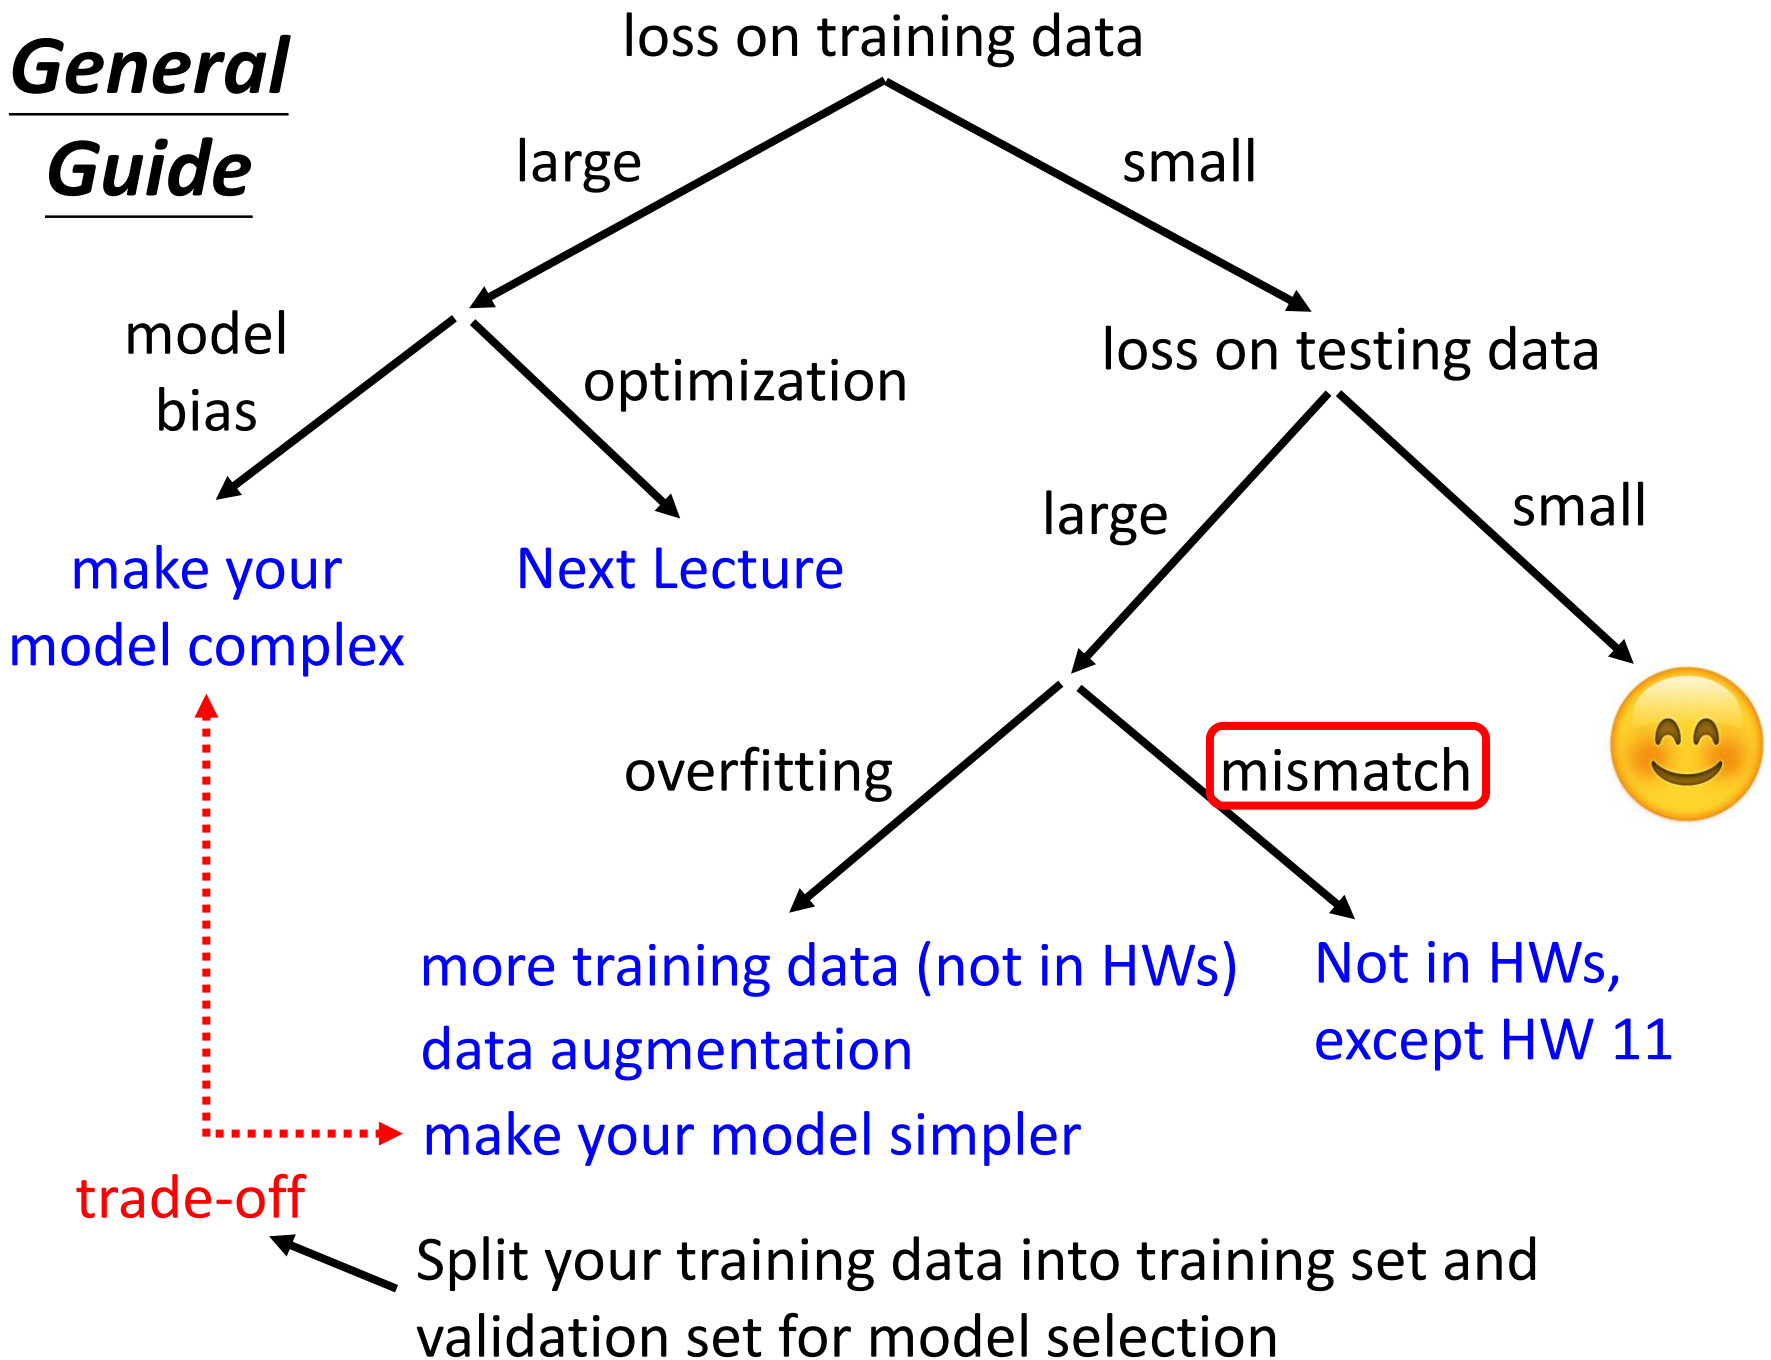 General
Guide
loss on training data
large
small
model
bias
optimization
loss on testing data
make your
model complex
Next Lecture
large
small
overfitting
mismatch
more training data (not in HWs)
data augmentation
make your model simpler
Not in HWs,
except HW 11
trade-off
Split your training data into training set and
validation set for model selection